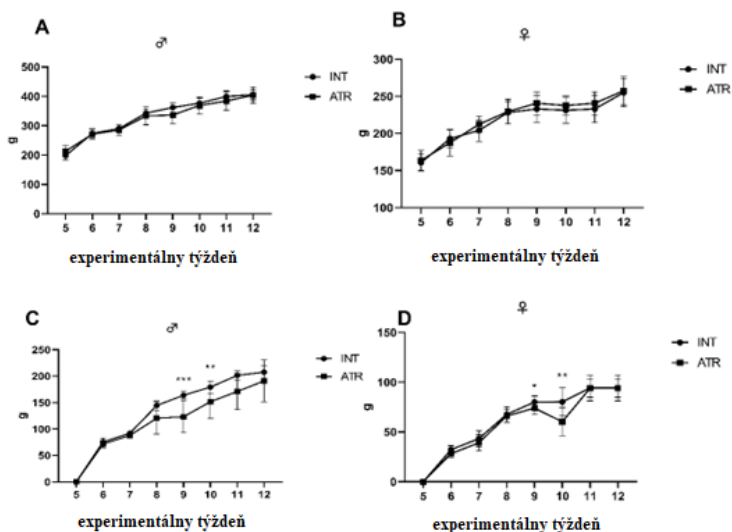 A
♂
INT
ATR
500
400
300
200
100
0
g
5 6 7 8 9 10 11 12
experimentálny týždeň
B
♀
INT
ATR
300
250
200
150
100
g
5 6 7 8 9 10 11 12
experimentálny týždeň
C
♂
INT
ATR
250
200
150
100
50
0
g
*** **
5 6 7 8 9 10 11 12
experimentálny týždeň
D
♀
INT
ATR
150
100
50
0
g
* **
5 6 7 8 9 10 11 12
experimentálny týždeň